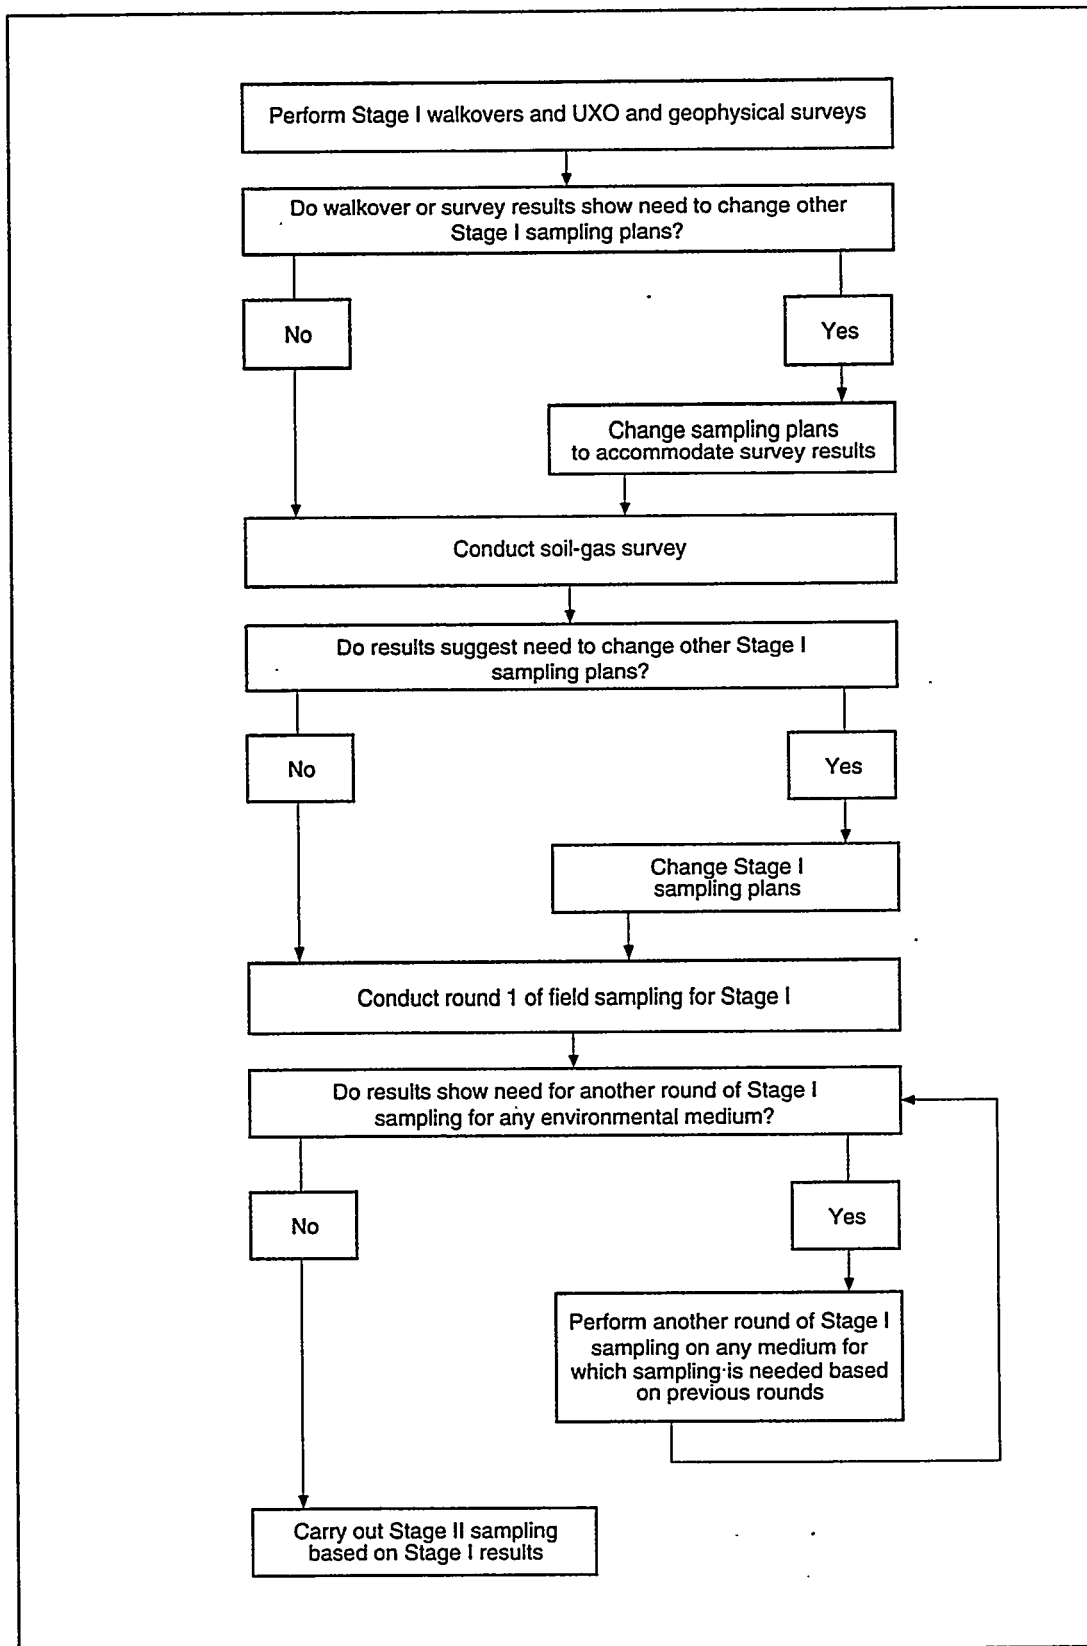 Perform Stage I walkovers and UXO and geophysical surveys
Do walkover or survey results show need to change other
Stage I sampling plans?
No
Yes
Change sampling plans
to accommodate survey results
Conduct soil-gas survey
Do results suggest need to change other Stage I
sampling plans?
No
Yes
Change Stage I
sampling plans
Conduct round 1 of field sampling for Stage I
Do results show need for another round of Stage I
sampling for any environmental medium?
No
Yes
Perform another round of Stage I
sampling on any medium for
which sampling is needed based
on previous rounds
Carry out Stage II sampling
based on Stage I results